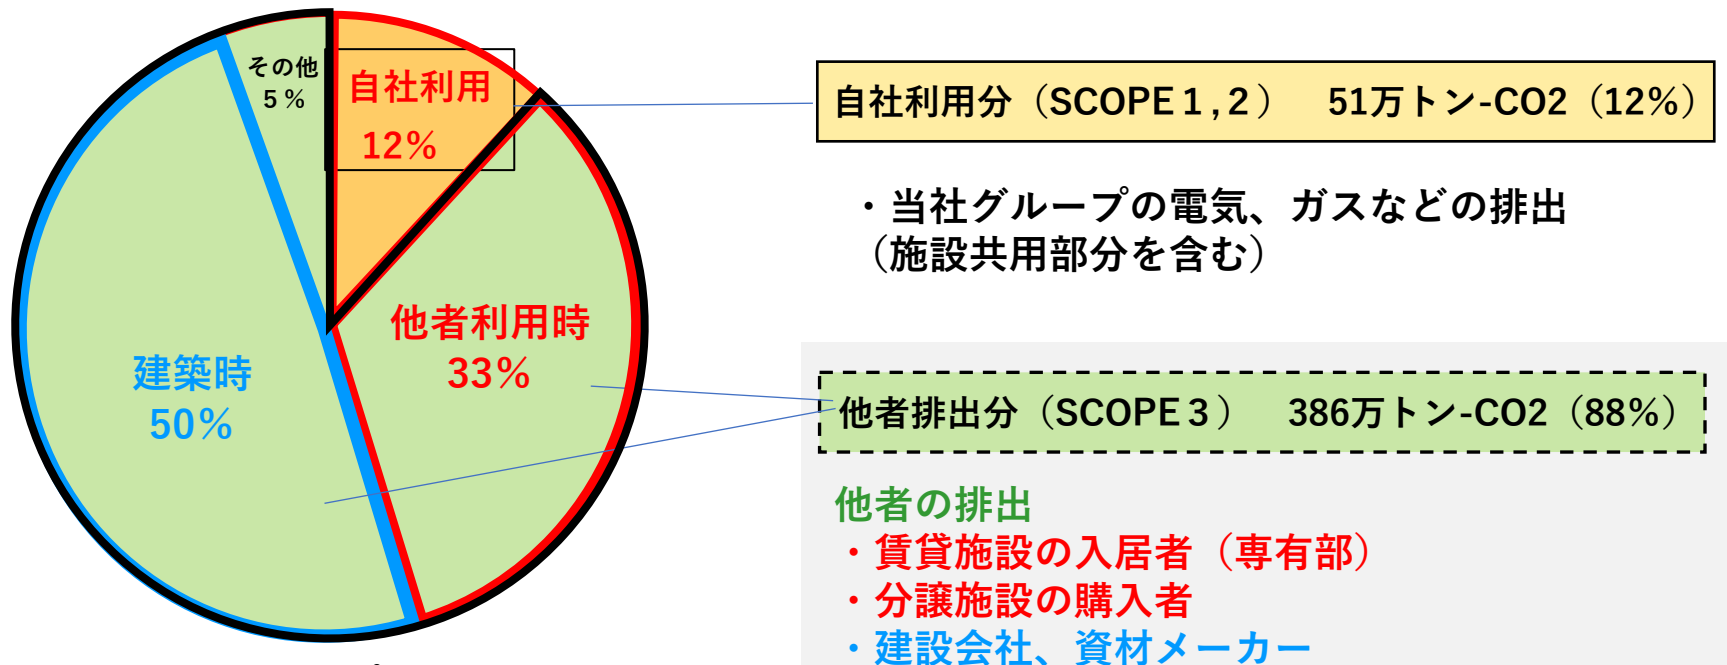 その他
5%
自社利用
12%
他者利用時
33%
建築時
50%
自社利用分（SCOPE1,2） 51万トン-CO2（12%）
・当社グループの電気、ガスなどの排出
（施設共用部分を含む）
他者排出分（SCOPE3） 386万トン-CO2（88%）
他者の排出
・賃貸施設の入居者（専有部）
・分譲施設の購入者
・建設会社、資材メーカー